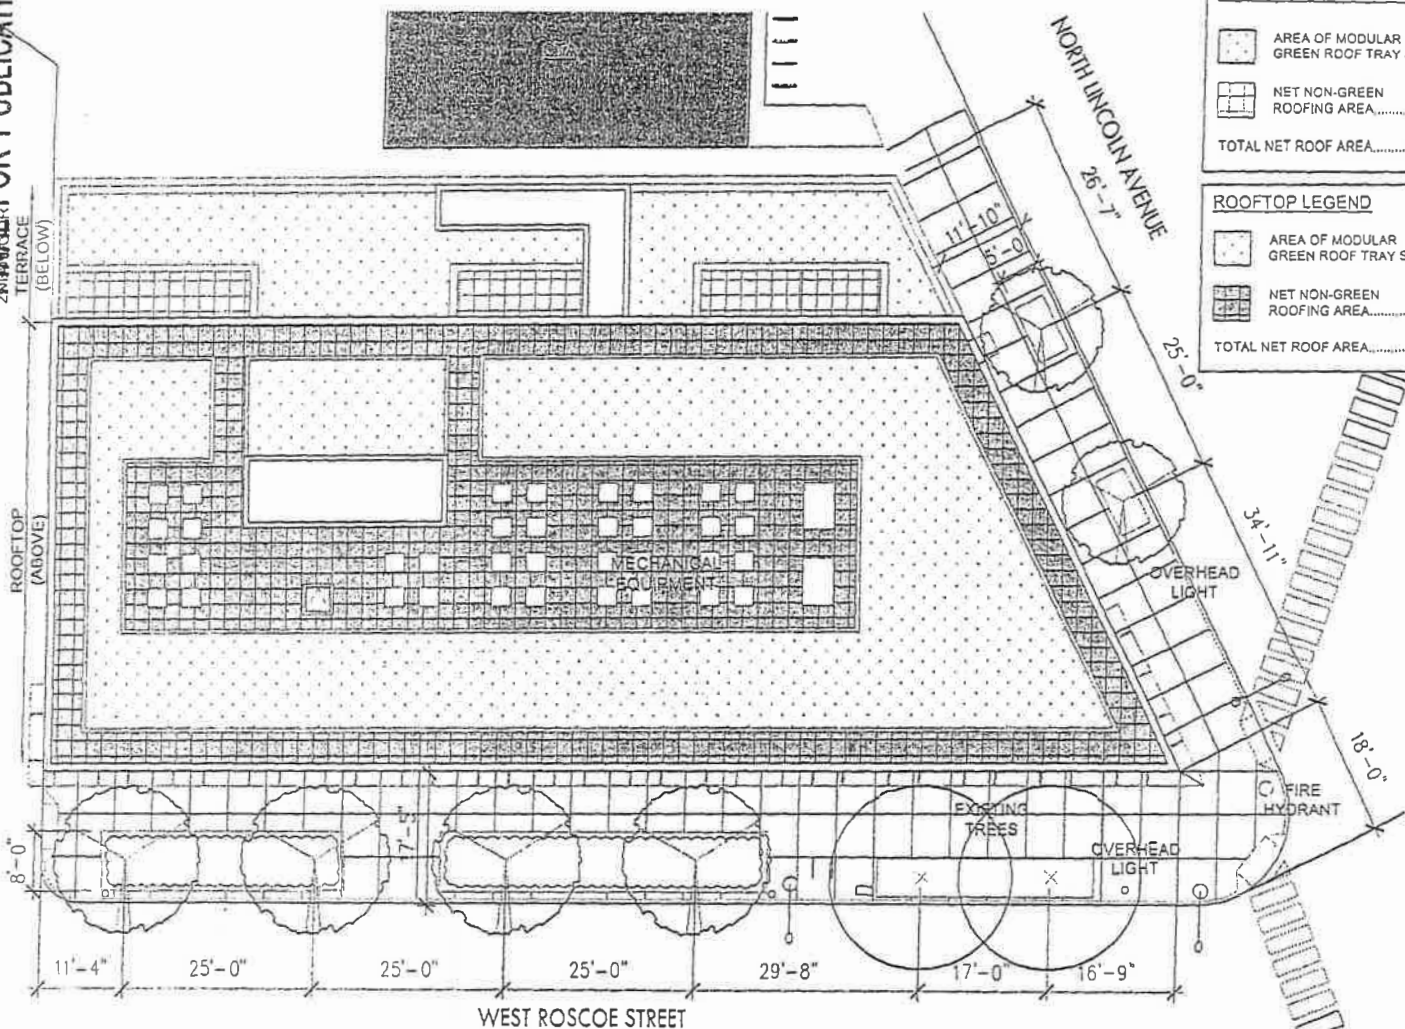 NORTH LINCOLN AVENUE
AREA OF MODULAR
GREEN ROOF TRAY
NET NON-GREEN
ROOFING AREA.........
TOTAL NET ROOF AREA.........
ROOFTOP LEGEND
AREA OF MODULAR
GREEN ROOF TRAY S
NET NON-GREEN
ROOFING AREA.........
TOTAL NET ROOF AREA.........
TERRACE
(BELOW)
ROOFTOP
(ABOVE)
26'-7"
11'-10"
25'-0"
34'-11"
18'-0"
MECHANICAL
EQUIPMENT
OVERHEAD
LIGHT
FIRE
HYDRANT
EXISTING
TREES
OVERHEAD
LIGHT
8'-0"
11'-4"
25'-0"
25'-0"
25'-0"
29'-8"
17'-0"
16'-9"
WEST ROSCOE STREET